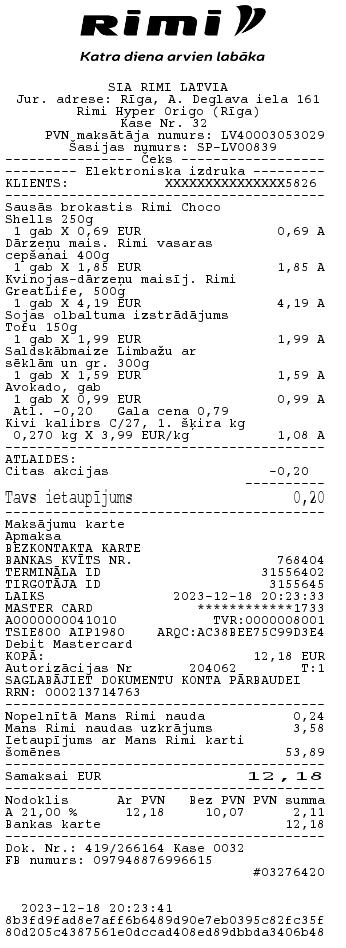 Rimi
Katra diena arvien labāka
SIA RIMI LATVIA
Jur. adrese: Rīga, A. Deglava iela 161
Rimi Hyper Origo (Rīga)
Kase Nr. 32
PVN maksātāja numurs: LV40003053029
Šasijas numurs: SP-LV00839
---------------- Čeks ------------------
---------- Elektroniska izdruka ---------
KLIENTS: XXXXXXXXXXXXXXX5826
Sausās brokastis Rimi Choco
Shells 250g
1 gab X 0,69 EUR 0,69 A
Dārzeņu mais. Rimi vasaras
cepšanai 400g
1 gab X 1,85 EUR 1,85 A
Kvinojas-dārzeņu maisīj. Rimi
GreatLife, 500g
1 gab X 4,19 EUR 4,19 A
Sojas olbaltuma izstrādājums
Tofu 150g
1 gab X 1,99 EUR 1,99 A
Saldskābmaize Limbažu ar
sēklām un gr. 300g
1 gab X 1,59 EUR 1,59 A
Avokado, gab
1 gab X 0,99 EUR 0,99 A
Atl. -0,20 Gala cena 0,79
Kivi kalibrs C/27, 1. šķira kg
0,270 kg X 3,99 EUR/kg 1,08 A
ATLAIDES:
Citas akcijas -0,20
Tavs ietaupījums 0,20
Maksājumu karte
Apmaksa
BEZKONTAKTA KARTE
BANKAS KVĪTS NR. 768404
TERMINĀLA ID 31556402
TIRGOTĀJA ID 3155645
LAIKS 2023-12-18 20:23:33
MASTER CARD ************1733
A0000000041010 TVR:0000008001
TSIE800 AIP1980 ARQC:AC38BEE75C99D3E4
Debit Mastercard
KOPĀ: 12,18 EUR
Autorizācijas Nr 204062 T:1
SAGLABĀJIET DOKUMENTU KONTA PĀRBAUDEI
RRN: 000213714763
Nopelnītā Mans Rimi nauda 0,24
Mans Rimi naudas uzkrājums 3,58
Ietaupījums ar Mans Rimi karti
šomēnes 53,89
Samaksai EUR 12,18
Nodoklis Ar PVN Bez PVN PVN summa
A 21,00 % 12,18 10,07 2,11
Bankas karte 12,18
Dok. Nr.: 419/266164 Kase 0032
FB numurs: 097948876996615
#03276420
2023-12-18 20:23:41
8b3fd9fad8e7aff6b6489d90e7eb0395c82fc35f
80d205c4387561e0dccad408ed89dbbda3406b48